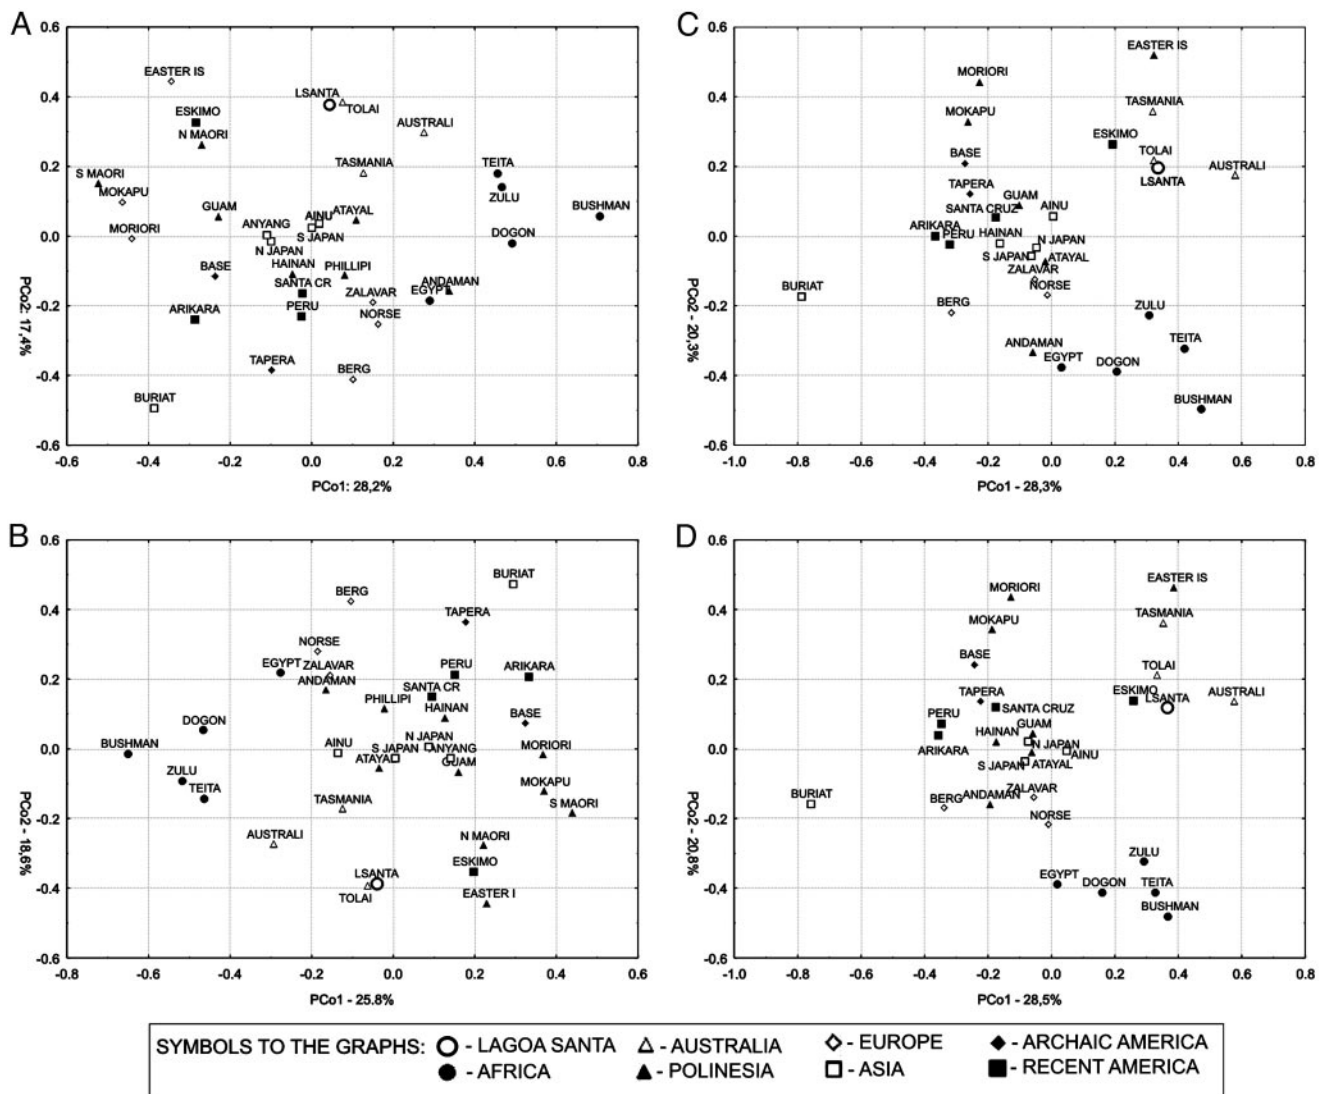 A
0.6
0.4
0.2
0.0
-0.2
-0.4
-0.6
PCo2: 17,4%
EASTER IS
ESKIMO
N MAORI
LSANTA
TOLAI
AUSTRALI
TASMANIA
TEITA
ZULU
BUSHMAN
S MAORI
MOKAPU
MORIORI
GUAM
ANYANG
AINU
ATAYAL
S JAPAN
N JAPAN
DOGON
BASE
HAINAN
PHILLIPI
SANTA CR
ZALAVAR
ANDAMAN
EGYPT
ARIKARA
PERU
NORSE
TAPERA
BERG
BURIAT
-0.6 -0.4 -0.2 0.0 0.2 0.4 0.6 0.8
PCo1: 28,2%
C
0.6
0.4
0.2
0.0
-0.2
-0.4
-0.6
PCo2 - 20,3%
EASTER IS
MORIORI
MOKAPU
TASMANIA
ESKIMO
BASE
TOLAI
AUSTRALI
LSANTA
TAPERA
GUAM
SANTA CRUZ
AINU
ARIKARA
PERU
HAINAN
N JAPAN
S JAPAN
ATAYAL
ZALAVAR
BURIAT
NORSE
BERG
ZULU
ANDAMAN
TEITA
EGYPT
DOGON
BUSHMAN
-1.0 -0.8 -0.6 -0.4 -0.2 0.0 0.2 0.4 0.6 0.8
PCo1 - 28,3%
B
0.6
0.4
0.2
0.0
-0.2
-0.4
-0.6
PCo2 - 18,6%
BERG
BURIAT
TAPERA
NORSE
EGYPT
ZALAVAR
ANDAMAN
PERU
ARIKARA
SANTA CR
PHILLIPI
HAINAN
BASE
DOGON
BUSHMAN
AINU
N JAPAN
S JAPAN
ANYANG
MORIORI
ATAYAL
GUAM
ZULU
TEITA
MOKAPU
S MAORI
TASMANIA
AUSTRALI
N MAORI
LSANTA
ESKIMO
TOLAI
EASTER I
-0.8 -0.6 -0.4 -0.2 0.0 0.2 0.4 0.6
PCo1 - 25.8%
D
0.6
0.4
0.2
0.0
-0.2
-0.4
-0.6
PCo2 - 20,8%
EASTER IS
MORIORI
MOKAPU
TASMANIA
BASE
TOLAI
TAPERA
ESKIMO
LSANTA
AUSTRALI
PERU
SANTA CRUZ
GUAM
HAINAN
N JAPAN
ARIKARA
AINU
S JAPAN
ATAYAL
BURIAT
ZALAVAR
BERG
ANDAMAN
NORSE
ZULU
EGYPT
DOGON
TEITA
BUSHMAN
-1.0 -0.8 -0.6 -0.4 -0.2 0.0 0.2 0.4 0.6 0.8
PCo1 - 28,5%
SYMBOLS TO THE GRAPHS: - LAGOA SANTA - AUSTRALIA - EUROPE - ARCHAIC AMERICA
- AFRICA - POLINESIA - ASIA - RECENT AMERICA